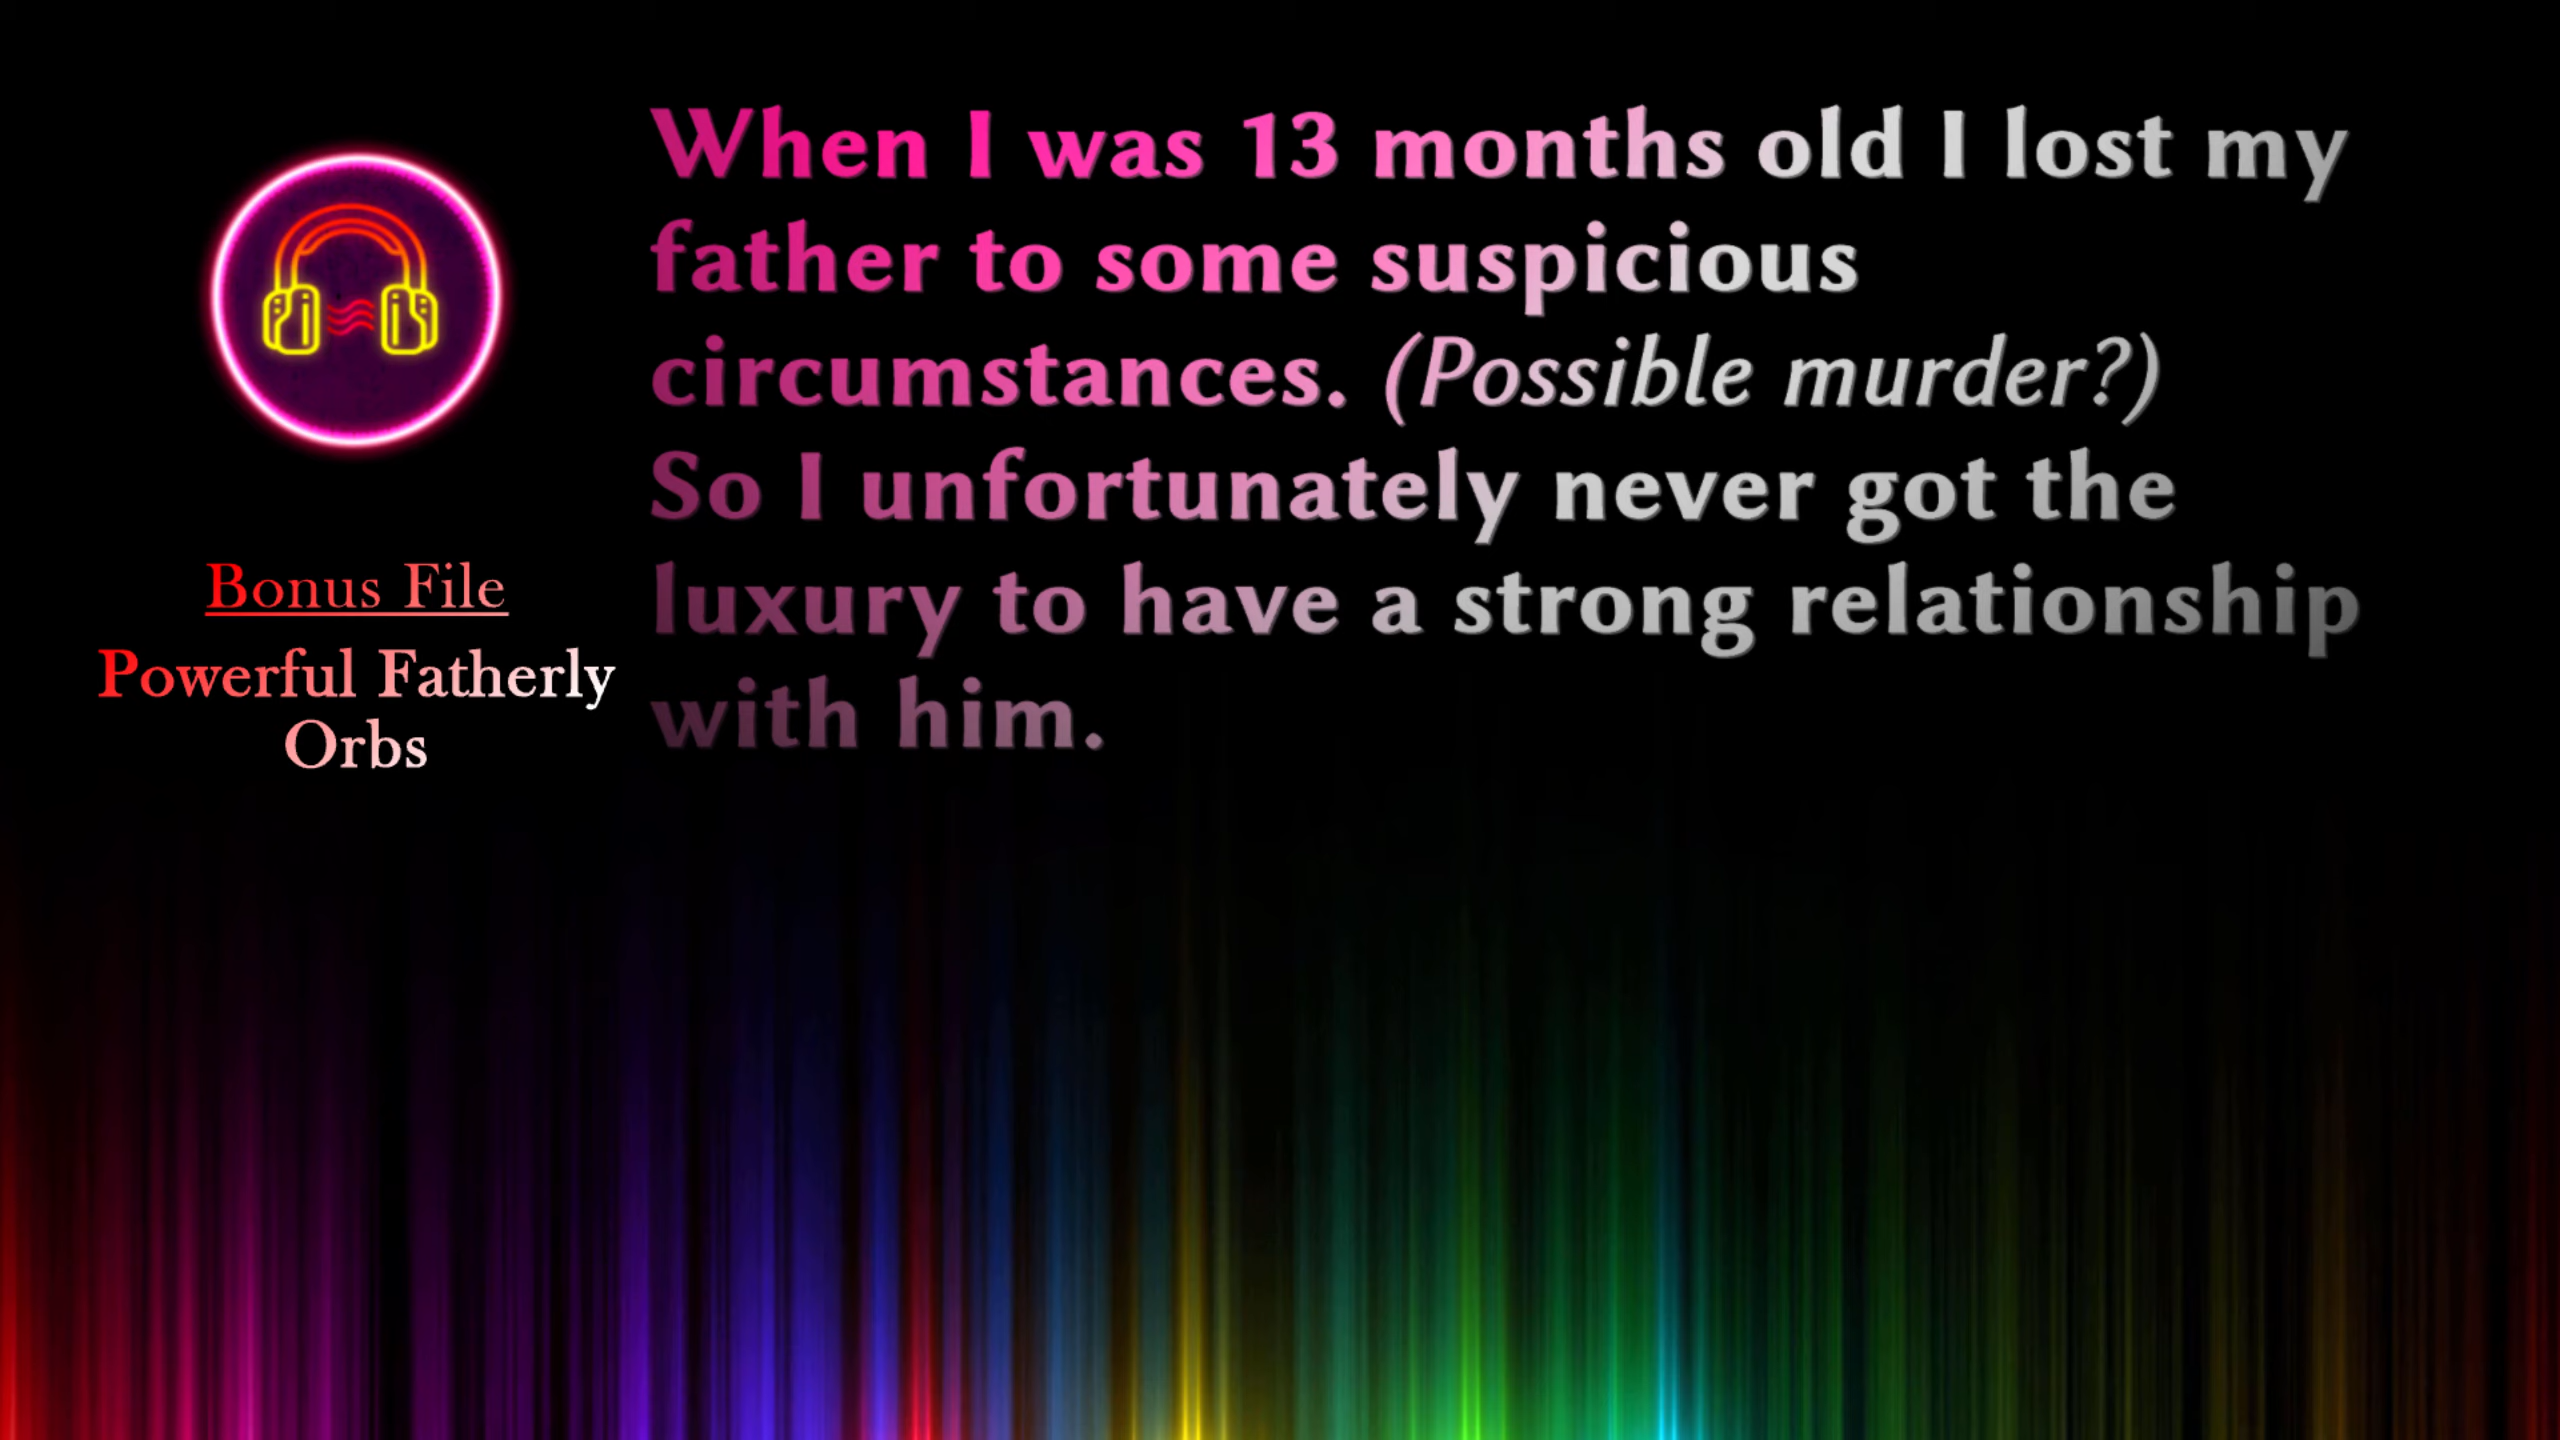 Bonus File
Powerful Fatherly
Orbs
When I was 13 months old I lost my
father to some suspicious
circumstances. (Possible murder?)
So I unfortunately never got the
luxury to have a strong relationship
with him.